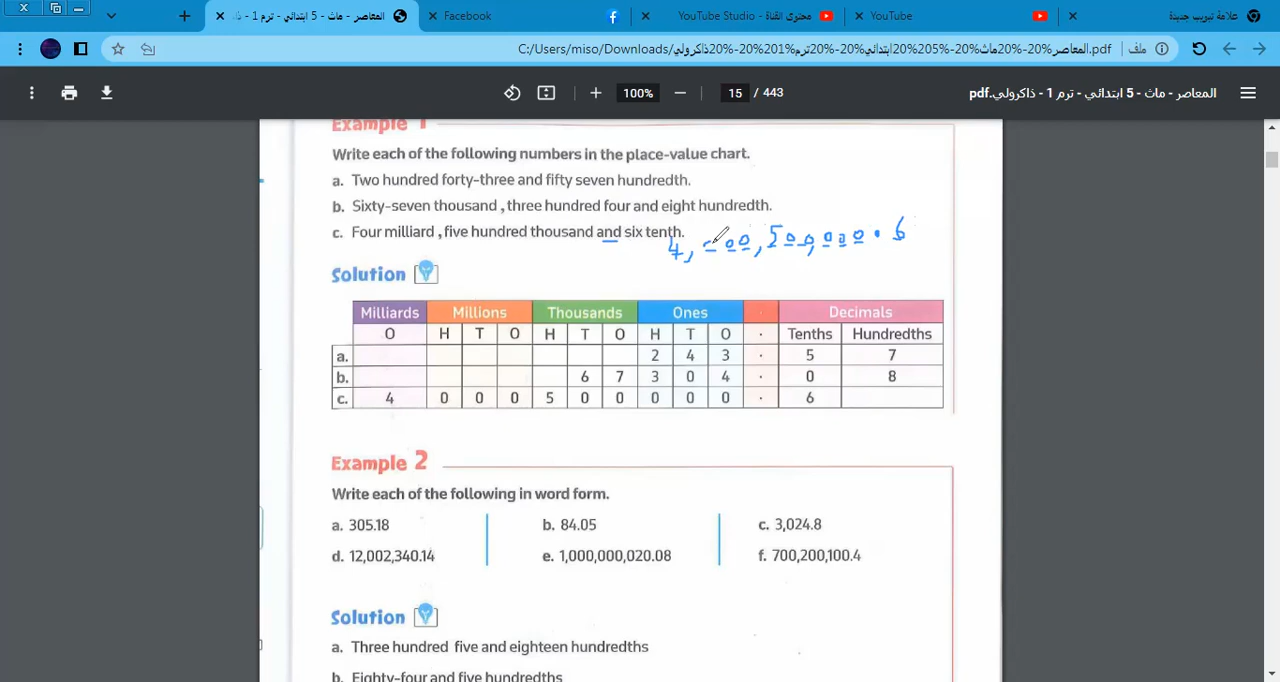 المعاصر - ماث - 5 ابتدائي - ترم 1 - ذ
Facebook
محتوى القناة - YouTube Studio
YouTube
علامة تبويب جديدة
C:/Users/miso/Downloads/المعاصر%20-%20ماث%20-%205%20ابتدائي%20-%20ترم%201%20-%20ذاكرولي.pdf
ملف
100%
15 / 443
المعاصر - ماث - 5 ابتدائي - ترم 1 - ذاكرولي.pdf
Example 1
Write each of the following numbers in the place-value chart.
a. Two hundred forty-three and fifty seven hundredth.
b. Sixty-seven thousand , three hundred four and eight hundredth.
c. Four milliard , five hundred thousand and six tenth.
4, 000,500,000.6
Solution
Milliards Millions Thousands Ones . Decimals
O H T O H T O H T O . Tenths Hundredths
a. 2 4 3 . 5 7
b. 6 7 3 0 4 . 0 8
c. 4 0 0 0 5 0 0 0 0 0 . 6
Example 2
Write each of the following in word form.
a. 305.18 b. 84.05 c. 3,024.8
d. 12,002,340.14 e. 1,000,000,020.08 f. 700,200,100.4
Solution
a. Three hundred five and eighteen hundredths
b. Eighty-four and five hundredths